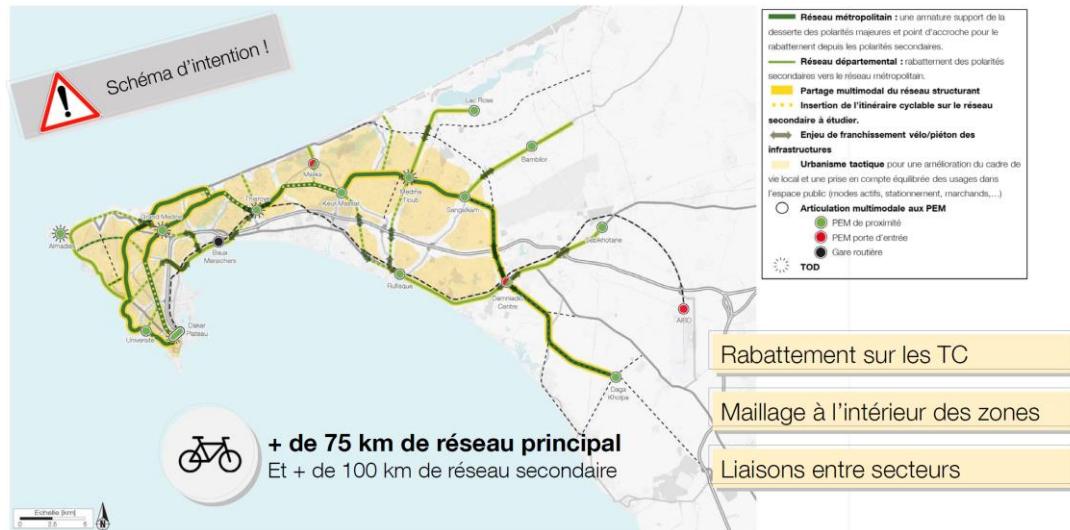 Schéma d'intention !
Réseau métropolitain : une armature support de la
desserte des polarités majeures et point d'accroche pour le
rabattement depuis les polarités secondaires.
Réseau départemental : rabattement des polarités
secondaires vers le réseau métropolitain.
Partage multimodal du réseau structurant
Insertion de l'itinéraire cyclable sur le réseau
secondaire à étudier.
Enjeu de franchissement vélo/piéton des
infrastructures
Urbanisme tactique pour une amélioration du cadre de
vie local et une prise en compte équilibrée des usages dans
l'espace public (modes actifs, stationnement, marchands,...)
Articulation multimodale aux PEM
PEM de proximité
PEM porte d'entrée
Gare routière
TOD
Lac Rose
Bambilor
Malika
Medina
Keur Massar
Sangalkam
Grand Médine
Almadies
Baux
Maraichers
Sebikhotane
Rufisque
Diamniadio
Centre
AIBD
Dakar
Plateau
Université
Daga
Kholpa
Rabattement sur les TC
Maillage à l'intérieur des zones
Liaisons entre secteurs
+ de 75 km de réseau principal
Et + de 100 km de réseau secondaire
Echelle [km]
0 2.5 5
N